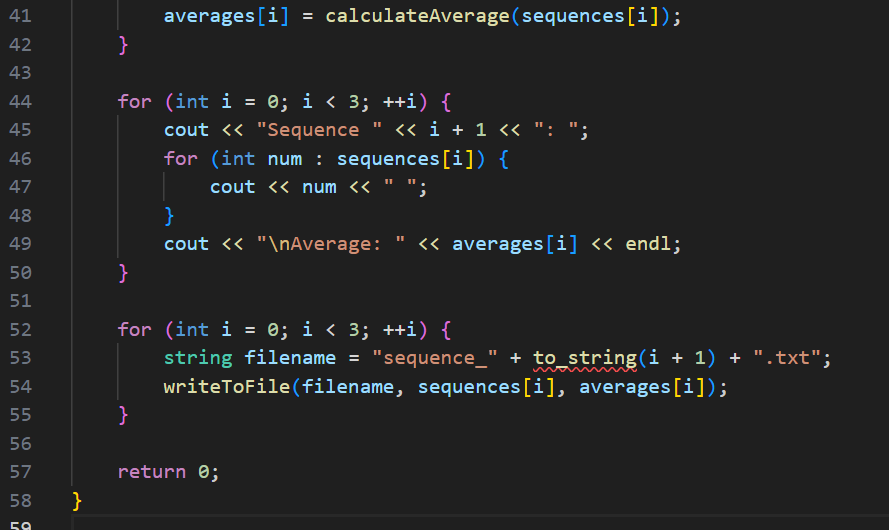 41 averages[i] = calculateAverage(sequences[i]);
42 }
43
44 for (int i = 0; i < 3; ++i) {
45 cout << "Sequence " << i + 1 << ": ";
46 for (int num : sequences[i]) {
47 cout << num << " ";
48 }
49 cout << "\nAverage: " << averages[i] << endl;
50 }
51
52 for (int i = 0; i < 3; ++i) {
53 string filename = "sequence_" + to_string(i + 1) + ".txt";
54 writeToFile(filename, sequences[i], averages[i]);
55 }
56
57 return 0;
58 }
59